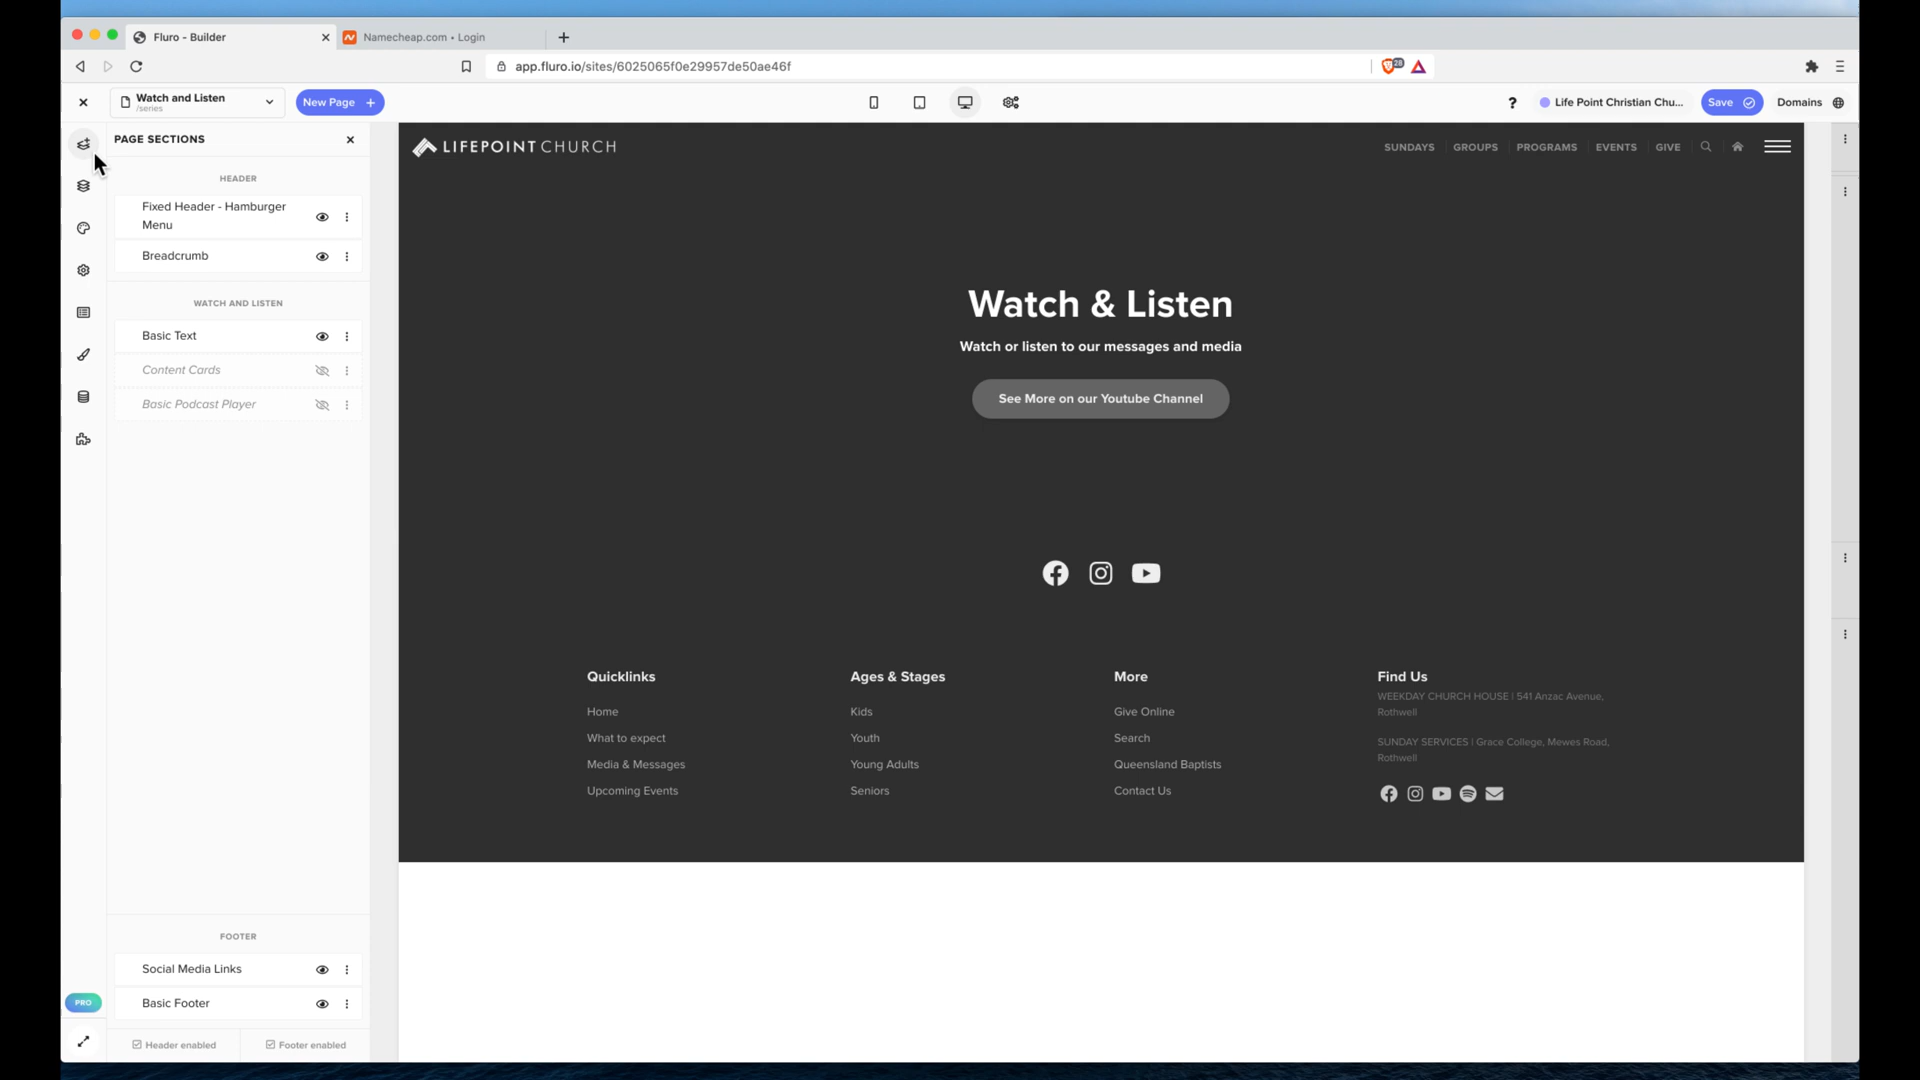 Fluro - Builder
Namecheap.com • Login
app.fluro.io/sites/6025065f0e29957de50ae46f
28
Watch and Listen
/series
New Page +
?
Life Point Christian Chu...
Save
Domains
PAGE SECTIONS
HEADER
Fixed Header - Hamburger
Menu
Breadcrumb
WATCH AND LISTEN
Basic Text
Content Cards
Basic Podcast Player
FOOTER
Social Media Links
Basic Footer
PRO
Header enabled
Footer enabled
LIFEPOINT CHURCH
SUNDAYS
GROUPS
PROGRAMS
EVENTS
GIVE
Watch & Listen
Watch or listen to our messages and media
See More on our Youtube Channel
Quicklinks
Home
What to expect
Media & Messages
Upcoming Events
Ages & Stages
Kids
Youth
Young Adults
Seniors
More
Give Online
Search
Queensland Baptists
Contact Us
Find Us
WEEKDAY CHURCH HOUSE | 541 Anzac Avenue,
Rothwell
SUNDAY SERVICES | Grace College, Mewes Road,
Rothwell